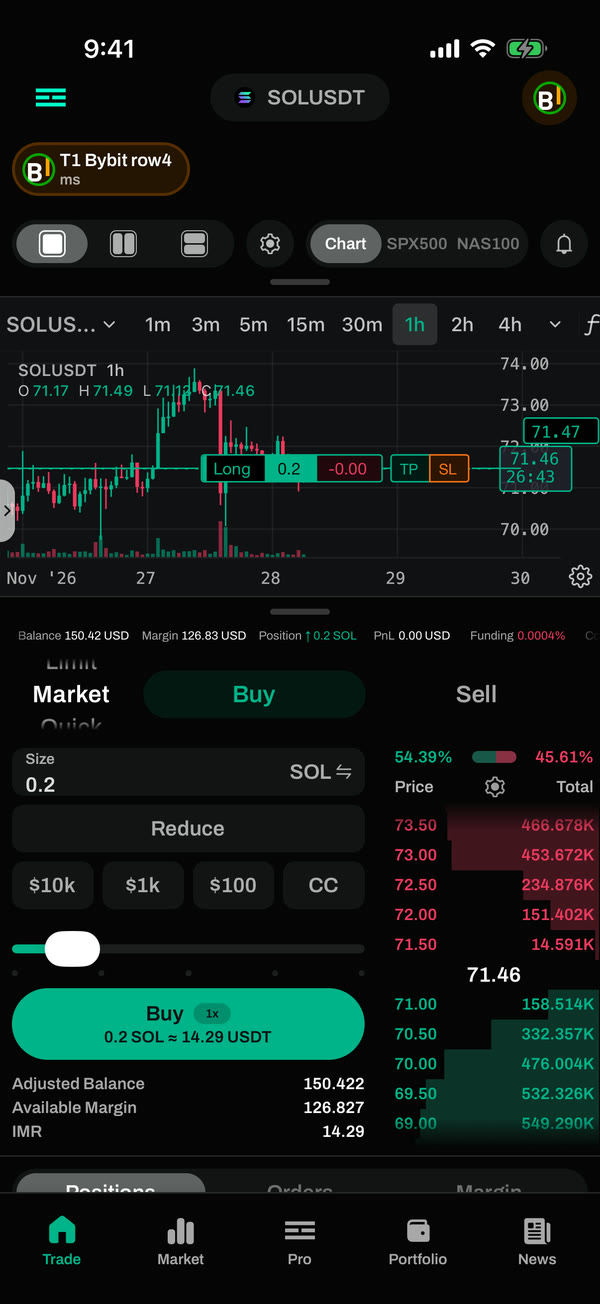 9:41
SOLUSDT
T1 Bybit row4
ms
Chart SPX500 NAS100
SOLUS... 1m 3m 5m 15m 30m 1h 2h 4h
SOLUSDT 1h
O 71.17 H 71.49 L 71.12 C 71.46
74.00
73.00
71.47
Long 0.2 -0.00 TP SL
71.46
26:43
70.00
Nov '26 27 28 29 30
Balance 150.42 USD Margin 126.83 USD Position ↑ 0.2 SOL PnL 0.00 USD Funding 0.0004%
Limit
Market Buy Sell
Quick
Size
0.2 SOL
54.39% 45.61%
Price Total
Reduce
$10k $1k $100 CC
73.50 466.678K
73.00 453.672K
72.50 234.876K
72.00 151.402K
71.50 14.591K
71.46
71.00 158.514K
70.50 332.357K
70.00 476.004K
69.50 532.326K
69.00 549.290K
Buy 1x
0.2 SOL ≈ 14.29 USDT
Adjusted Balance 150.422
Available Margin 126.827
IMR 14.29
Positions Orders Margin
Trade Market Pro Portfolio News